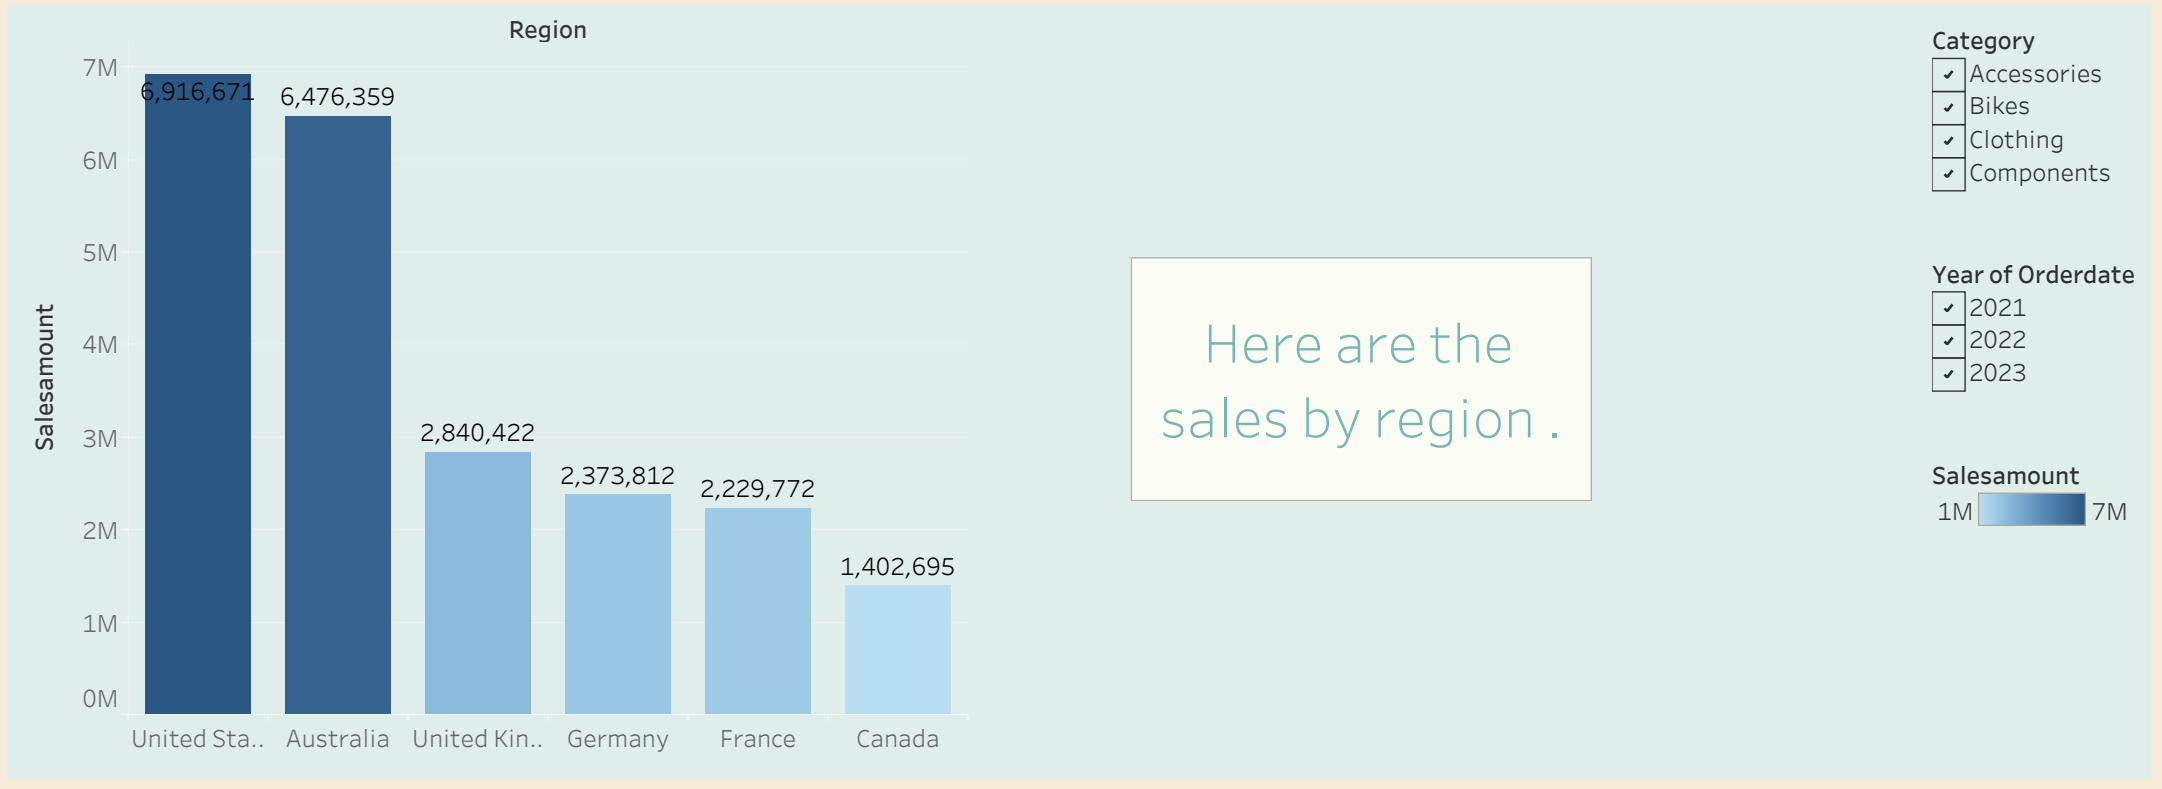 Region
7M
6M
5M
4M
3M
2M
1M
0M
Salesamount
6,916,671
6,476,359
2,840,422
2,373,812
2,229,772
1,402,695
United Sta..
Australia
United Kin..
Germany
France
Canada
Here are the
sales by region .
Category
Accessories
Bikes
Clothing
Components
Year of Orderdate
2021
2022
2023
Salesamount
1M 7M